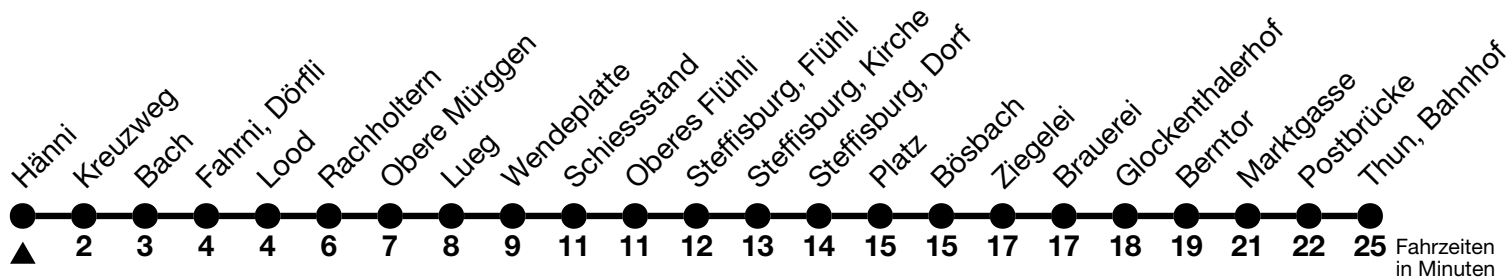 Hänni
Kreuzweg
Bach
Fahrni, Dörfli
Lood
Rachholtern
Obere Mürggen
Lueg
Wendeplatte
Schiessstand
Oberes Flühli
Steffisburg, Flühli
Steffisburg, Kirche
Steffisburg, Dorf
Platz
Bösbach
Ziegelei
Brauerei
Glockenthalerhof
Berntor
Marktgasse
Postbrücke
Thun, Bahnhof
2 3 4 4 6 7 8 9 11 11 12 13 14 15 15 17 17 18 19 21 22 25 Fahrzeiten
in Minuten